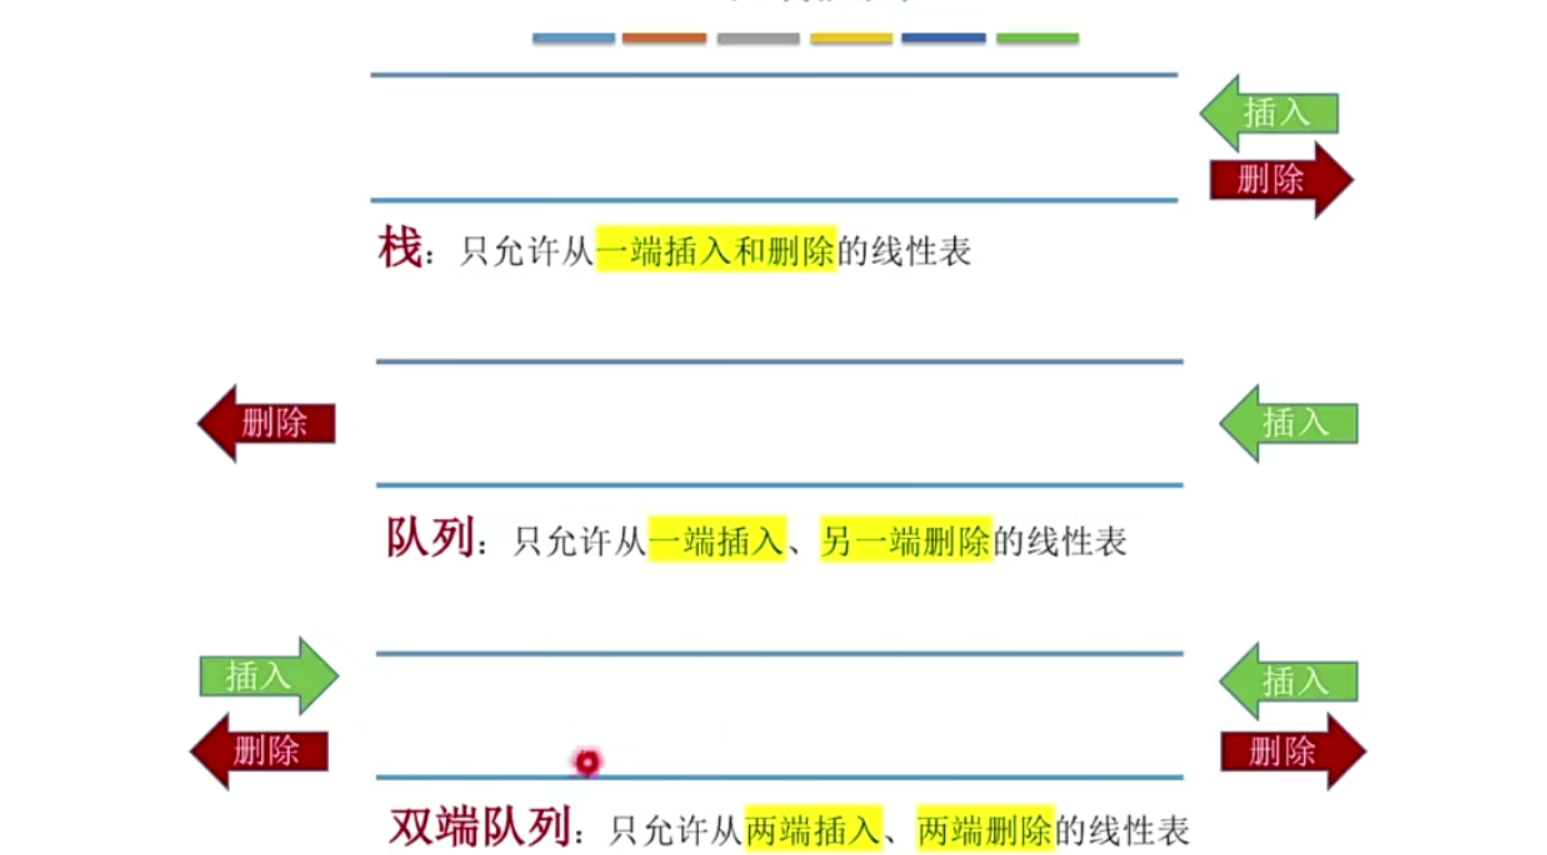 插入
删除
栈：只允许从一端插入和删除的线性表
删除
插入
队列：只允许从一端插入、另一端删除的线性表
插入
插入
删除
删除
双端队列：只允许从两端插入、两端删除的线性表